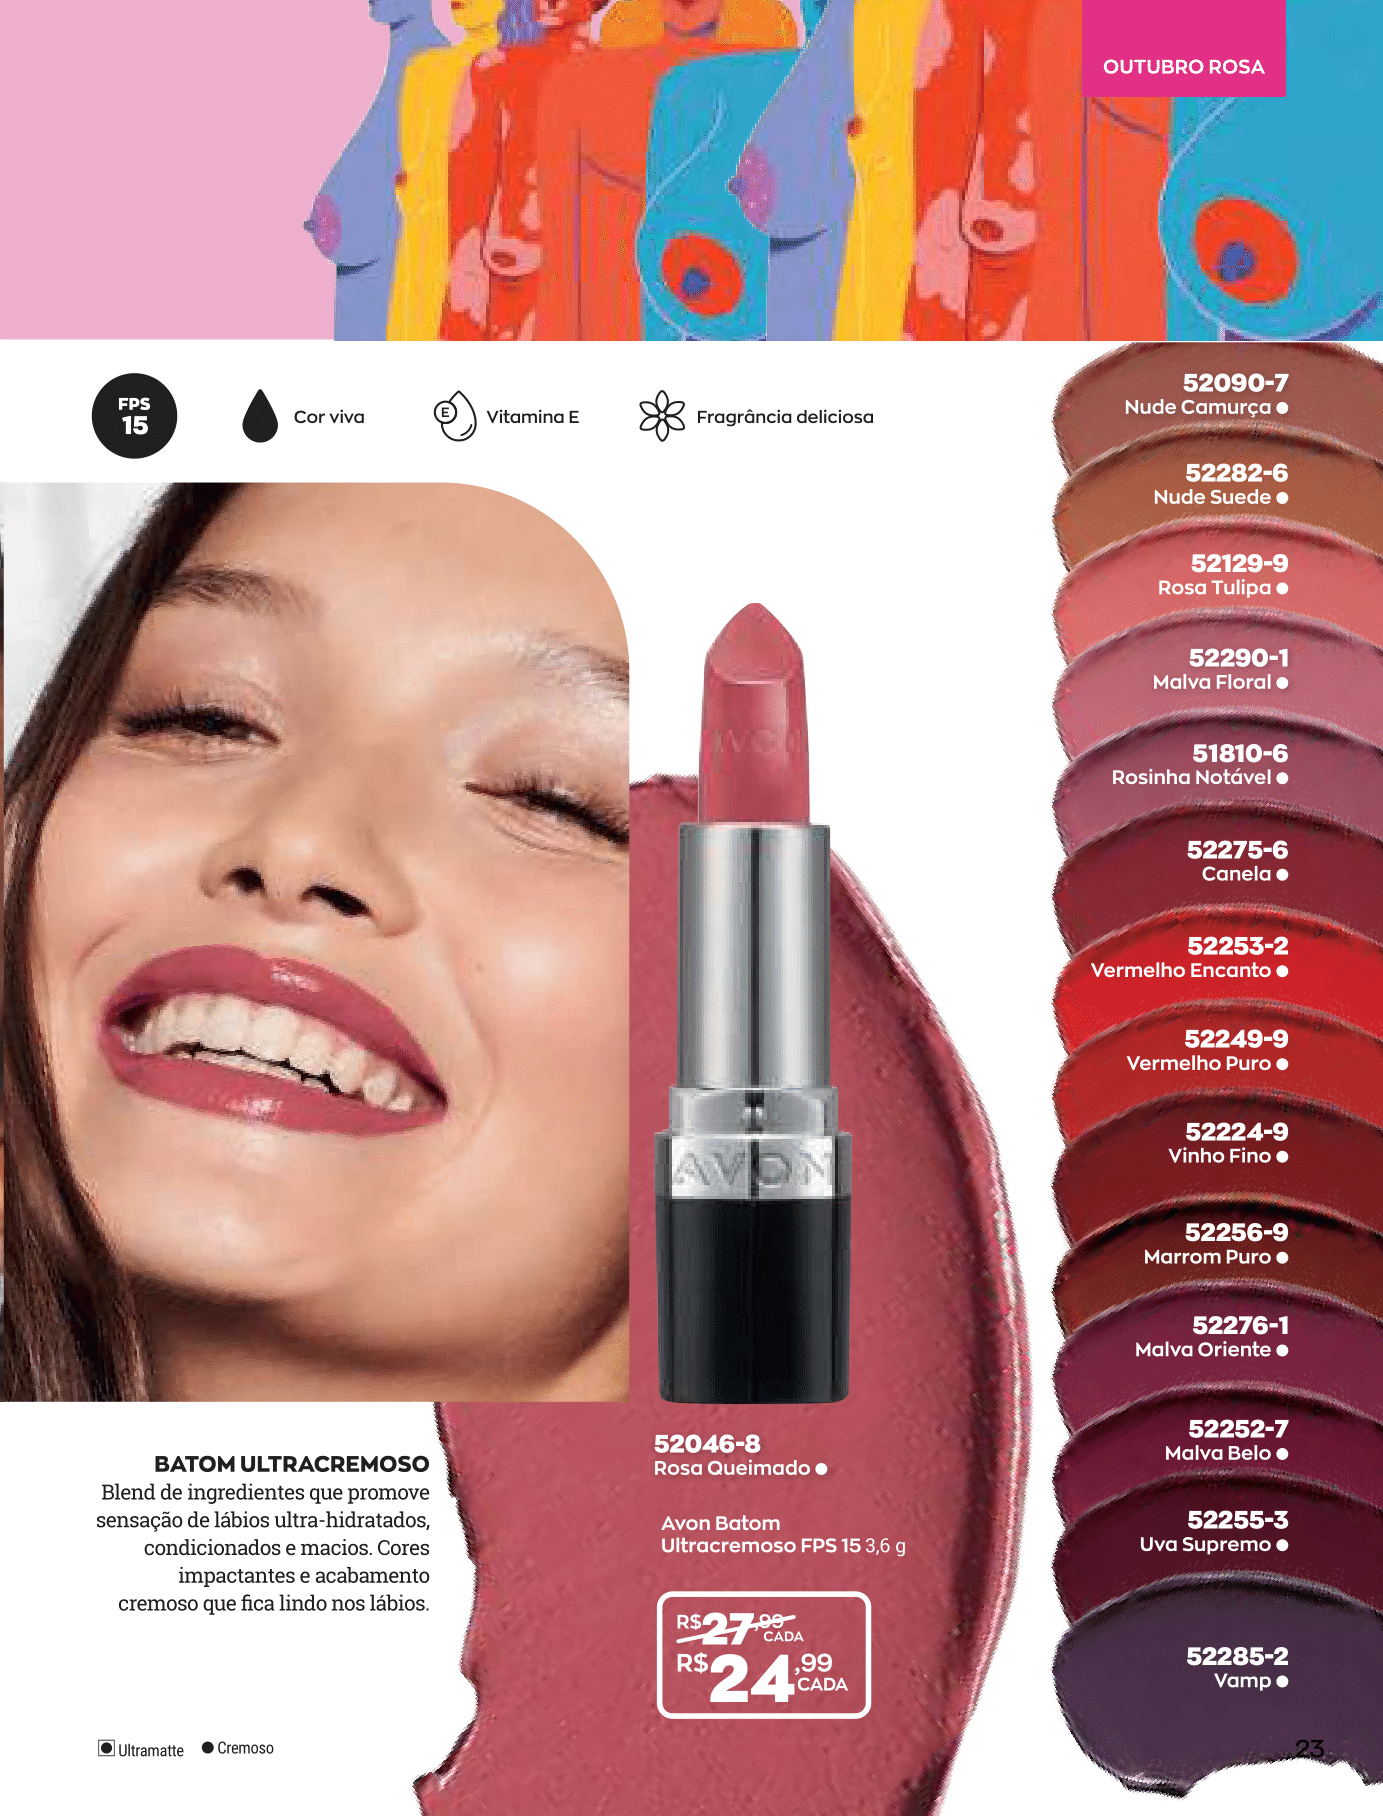 OUTUBRO ROSA
FPS
15
Cor viva
E
Vitamina E
Fragrância deliciosa
52090-7
Nude Camurça
52282-6
Nude Suede
52129-9
Rosa Tulipa
52290-1
Malva Floral
51810-6
Rosinha Notável
52275-6
Canela
52253-2
Vermelho Encanto
52249-9
Vermelho Puro
52224-9
Vinho Fino
52256-9
Marrom Puro
52276-1
Malva Oriente
52252-7
Malva Belo
52255-3
Uva Supremo
52285-2
Vamp
AVON
AVON
BATOM ULTRACREMOSO
Blend de ingredientes que promove
sensação de lábios ultra-hidratados,
condicionados e macios. Cores
impactantes e acabamento
cremoso que fica lindo nos lábios.
52046-8
Rosa Queimado
Avon Batom
Ultracremoso FPS 15 3,6 g
R$27,99
CADA
R$24,99
CADA
Ultramatte
Cremoso
23